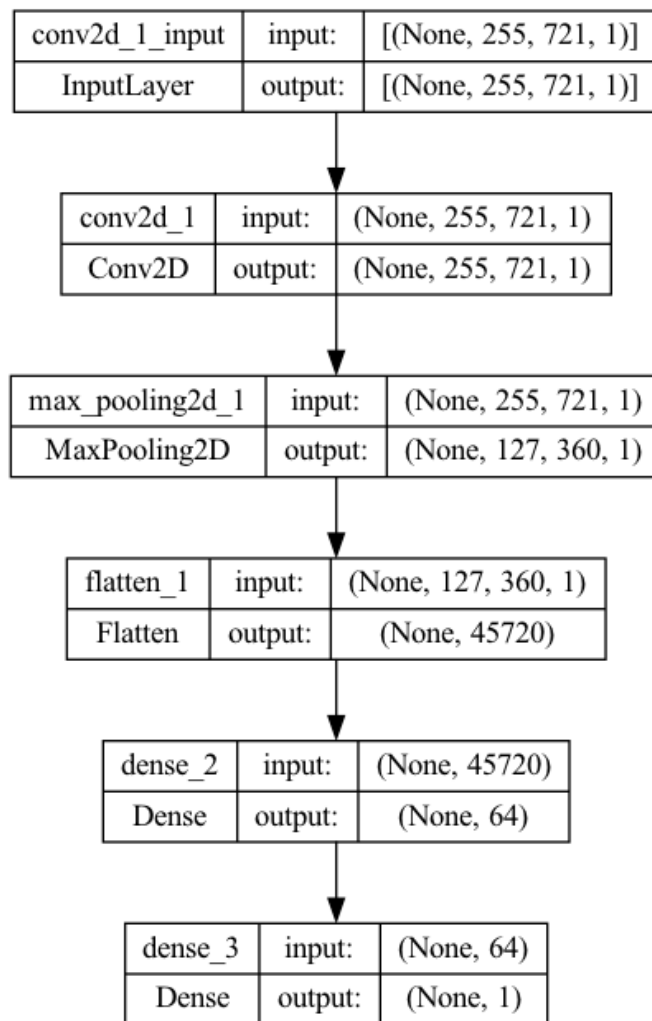 conv2d_1_input input: [(None, 255, 721, 1)]
InputLayer output: [(None, 255, 721, 1)]
conv2d_1 input: (None, 255, 721, 1)
Conv2D output: (None, 255, 721, 1)
max_pooling2d_1 input: (None, 255, 721, 1)
MaxPooling2D output: (None, 127, 360, 1)
flatten_1 input: (None, 127, 360, 1)
Flatten output: (None, 45720)
dense_2 input: (None, 45720)
Dense output: (None, 64)
dense_3 input: (None, 64)
Dense output: (None, 1)